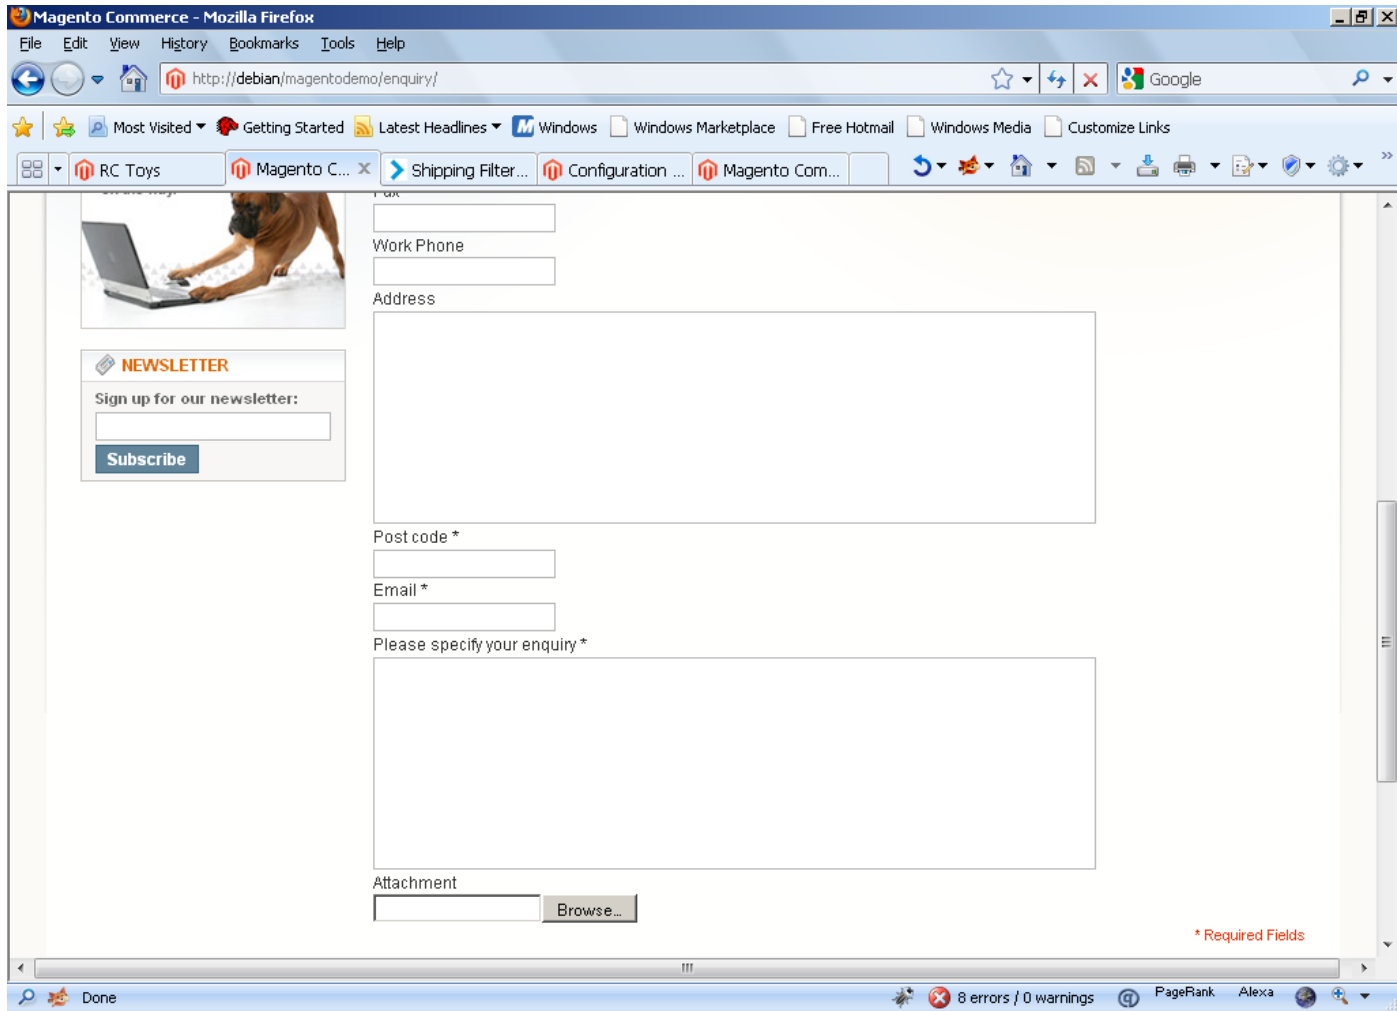 Magento Commerce - Mozilla Firefox
File Edit View History Bookmarks Tools Help
http://debian/magentodemo/enquiry/
Google
Most Visited Getting Started Latest Headlines Windows Windows Marketplace Free Hotmail Windows Media Customize Links
RC Toys Magento C... Shipping Filter... Configuration ... Magento Com...
Fax
Work Phone
Address
NEWSLETTER
Sign up for our newsletter:
Subscribe
Post code *
Email *
Please specify your enquiry *
Attachment
Browse...
* Required Fields
Done
8 errors / 0 warnings
PageRank
Alexa